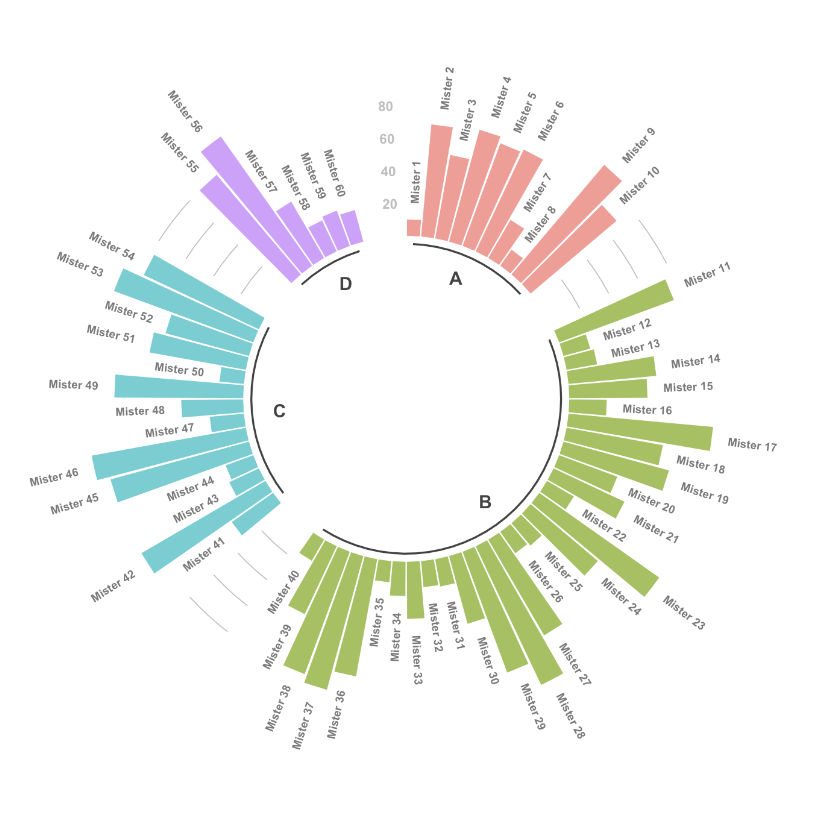 80
60
40
20
Mister 1
Mister 2
Mister 3
Mister 4
Mister 5
Mister 6
Mister 7
Mister 8
Mister 9
Mister 10
Mister 11
Mister 12
Mister 13
Mister 14
Mister 15
Mister 16
Mister 17
Mister 18
Mister 19
Mister 20
Mister 21
Mister 22
Mister 23
Mister 24
Mister 25
Mister 26
Mister 27
Mister 28
Mister 29
Mister 30
Mister 31
Mister 32
Mister 33
Mister 34
Mister 35
Mister 36
Mister 37
Mister 38
Mister 39
Mister 40
Mister 41
Mister 42
Mister 43
Mister 44
Mister 45
Mister 46
Mister 47
Mister 48
Mister 49
Mister 50
Mister 51
Mister 52
Mister 53
Mister 54
Mister 55
Mister 56
Mister 57
Mister 58
Mister 59
Mister 60
A
B
C
D